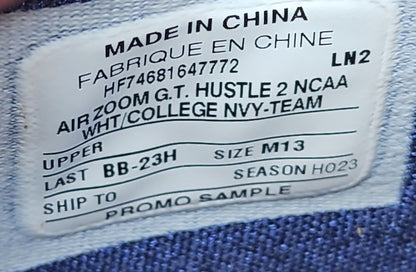 MADE IN CHINA
FABRIQUE EN CHINE
HF74681647772 LN2
AIR ZOOM G.T. HUSTLE 2 NCAA
WHT/COLLEGE NVY-TEAM
UPPER
LAST BB-23H SIZE M13
SHIP TO SEASON HO23
PROMO SAMPLE